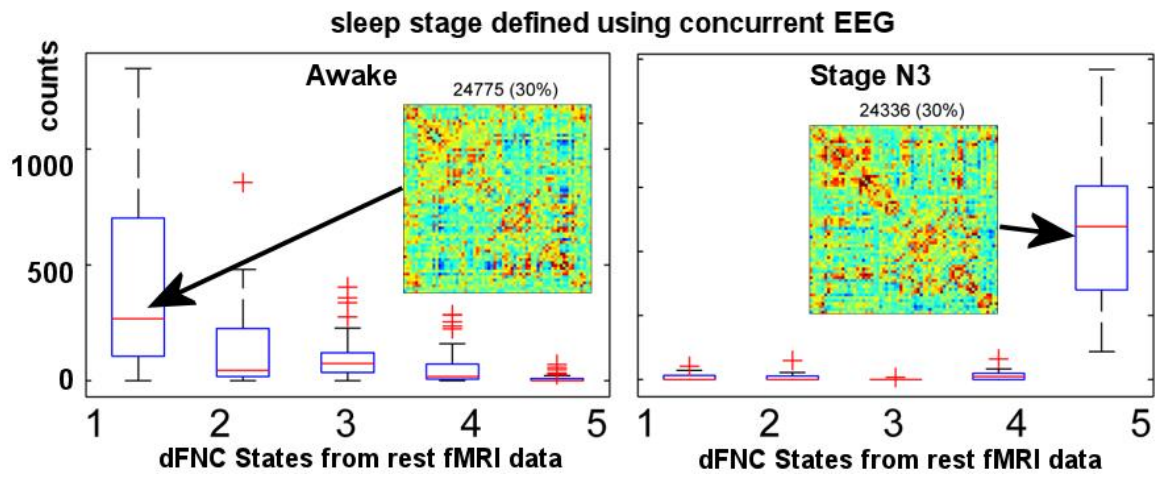 sleep stage defined using concurrent EEG
counts
1000
500
0
Awake
24775 (30%)
1 2 3 4 5
dFNC States from rest fMRI data
Stage N3
24336 (30%)
1 2 3 4 5
dFNC States from rest fMRI data